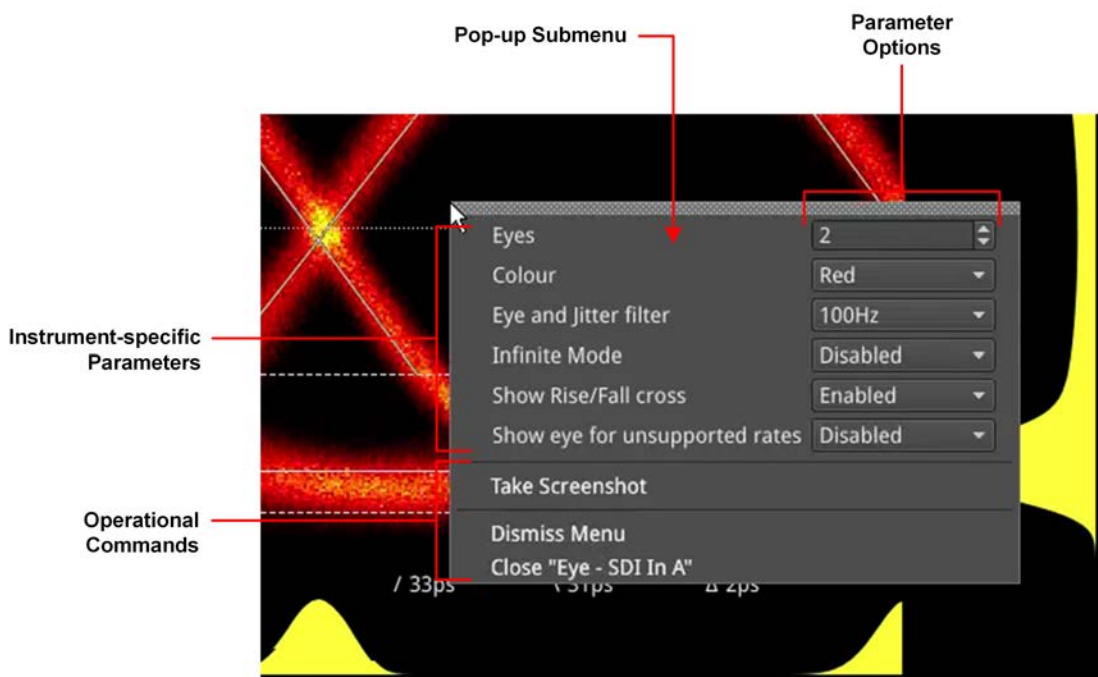 Pop-up Submenu
Parameter
Options
Eyes 2
Colour Red
Eye and Jitter filter 100Hz
Infinite Mode Disabled
Show Rise/Fall cross Enabled
Show eye for unsupported rates Disabled
Instrument-specific
Parameters
Take Screenshot
Dismiss Menu
Close "Eye - SDI In A"
Operational
Commands
/ 33ps \ 31ps Δ 2ps